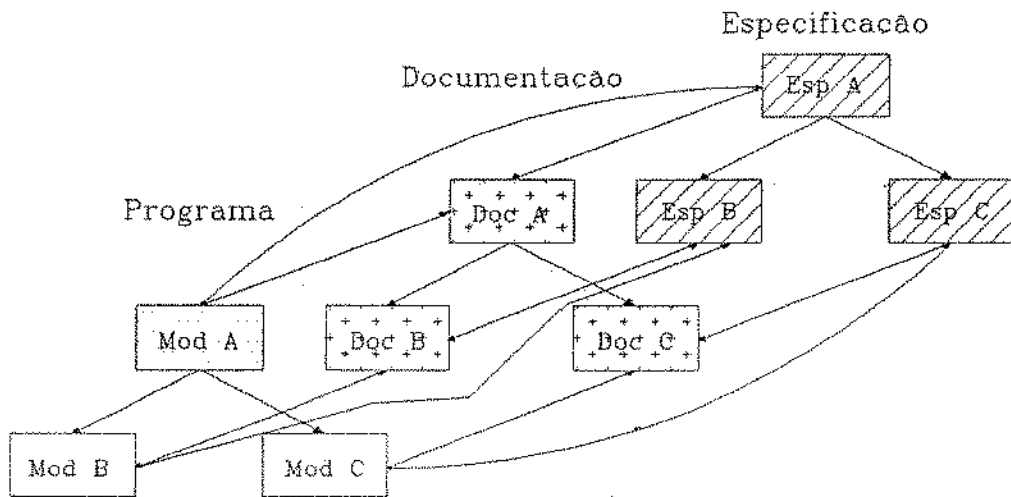 Especificacão
Documentacão
Esp A
Programa
Doc A
Esp B
Esp C
Mod A
Doc B
Doc C
Mod B
Mod C